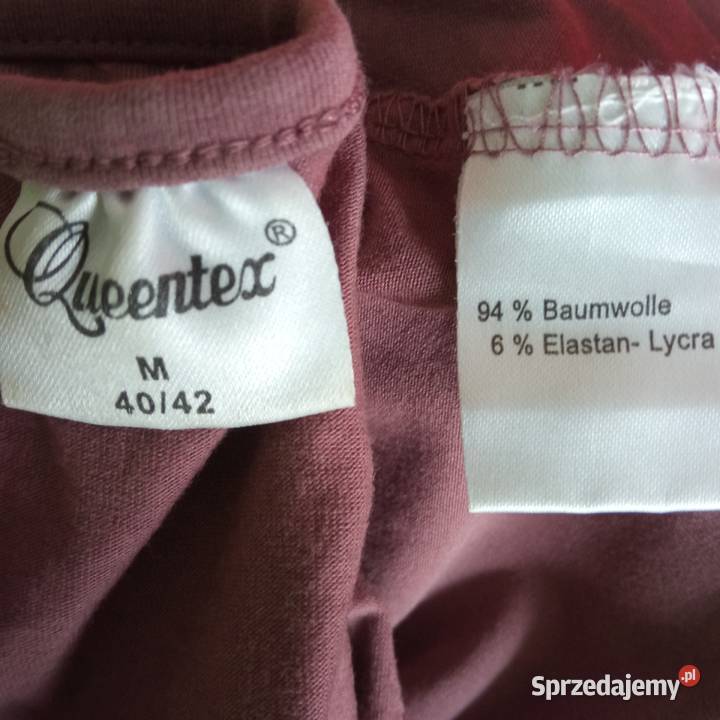 Queentex®
M
40/42
94 % Baumwolle
6 % Elastan- Lycra
Sprzedajemy.pl